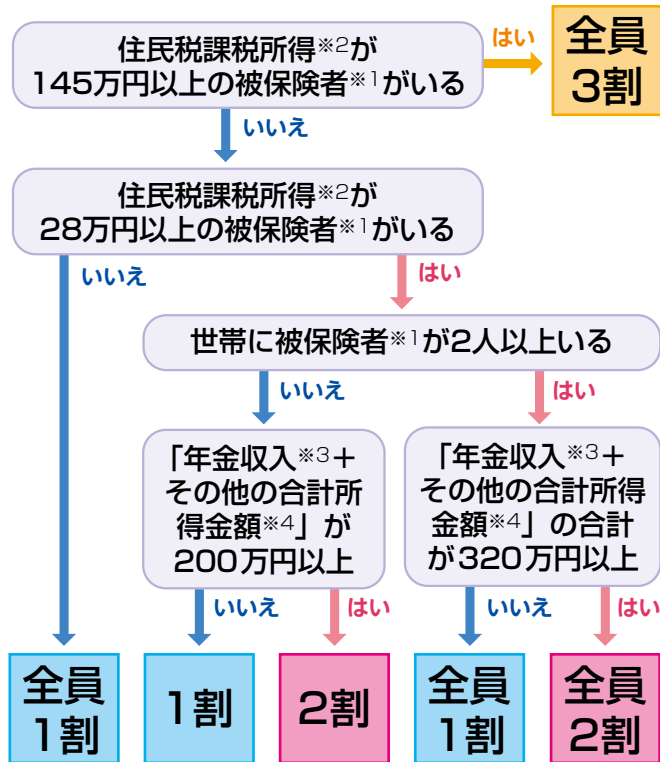 住民税課税所得※2が
145万円以上の被保険者※1がいる
はい
全員
3割
いいえ
住民税課税所得※2が
28万円以上の被保険者※1がいる
いいえ
はい
世帯に被保険者※1が2人以上いる
いいえ
はい
「年金収入※3＋
その他の合計所
得金額※4」が
200万円以上
「年金収入※3＋
その他の合計所得
金額※4」の合計
が320万円以上
いいえ
はい
いいえ
はい
全員
1割
1割
2割
全員
1割
全員
2割